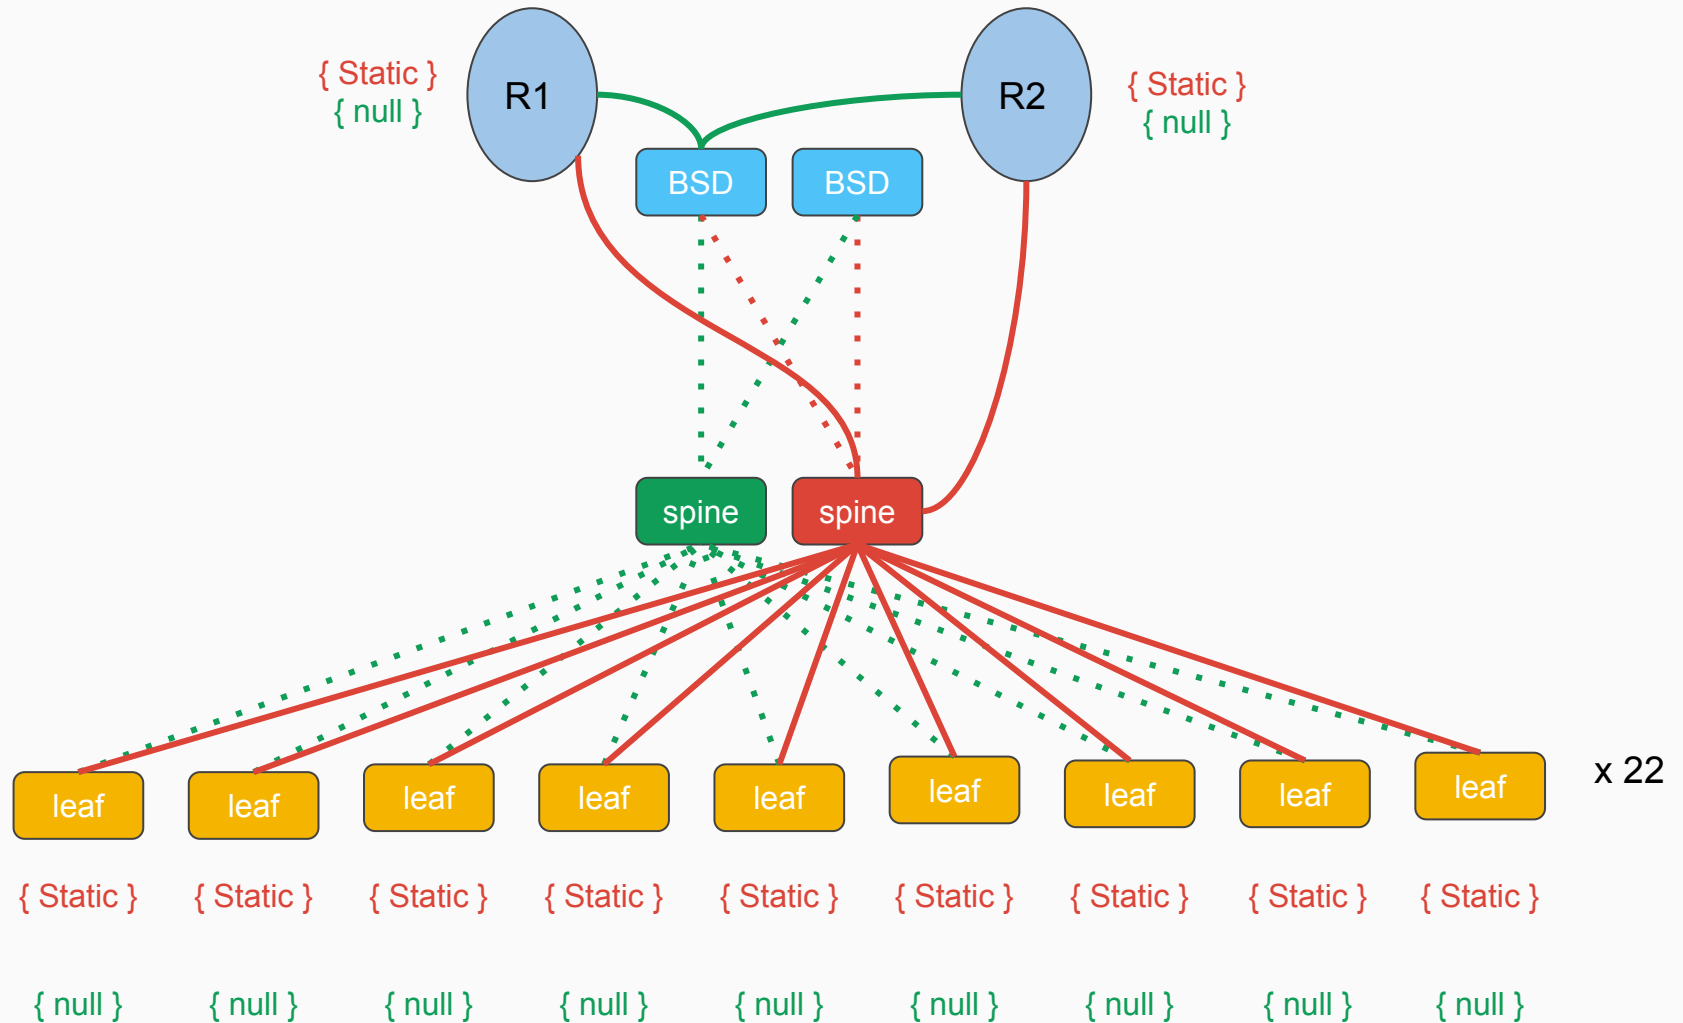 { Static }
{ null }
R1
R2
{ Static }
{ null }
BSD
BSD
spine
spine
leaf
leaf
leaf
leaf
leaf
leaf
leaf
leaf
leaf
x 22
{ Static }
{ Static }
{ Static }
{ Static }
{ Static }
{ Static }
{ Static }
{ Static }
{ Static }
{ null }
{ null }
{ null }
{ null }
{ null }
{ null }
{ null }
{ null }
{ null }